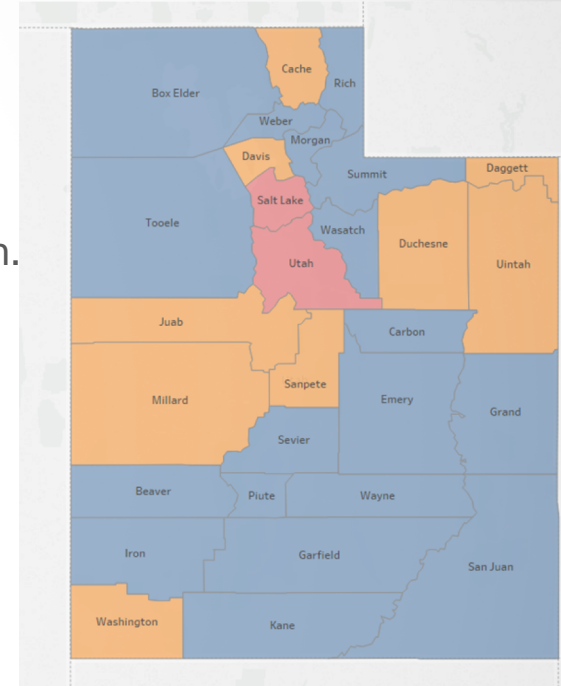 Cache
Rich
Box Elder
Weber
Morgan
Davis
Summit
Daggett
Salt Lake
Tooele
Wasatch
Duchesne
n.
Utah
Uintah
Juab
Carbon
Sanpete
Millard
Emery
Grand
Sevier
Beaver
Piute
Wayne
Iron
Garfield
San Juan
Washington
Kane